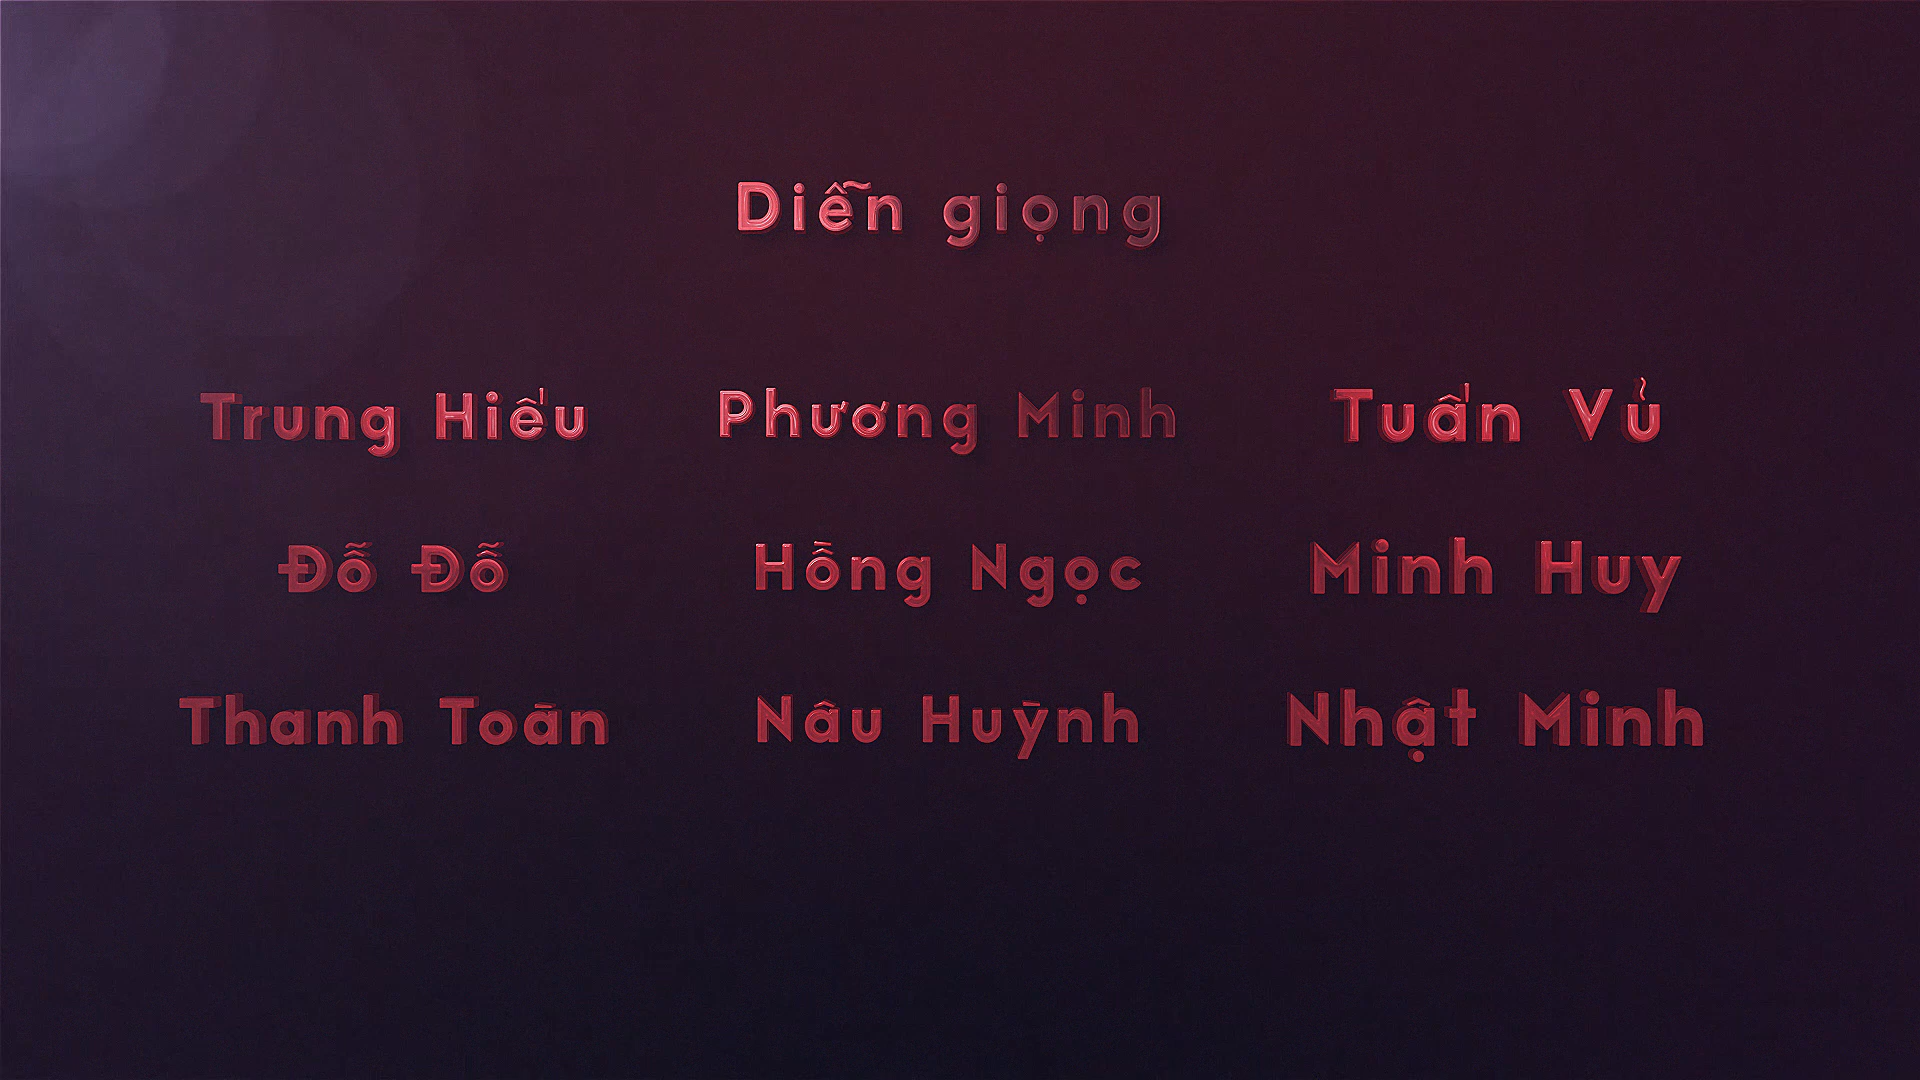 Diễn giọng
Trung Hiếu Phương Minh Tuấn Vủ
Đỗ Đỗ Hồng Ngọc Minh Huy
Thanh Toàn Nâu Huỳnh Nhật Minh